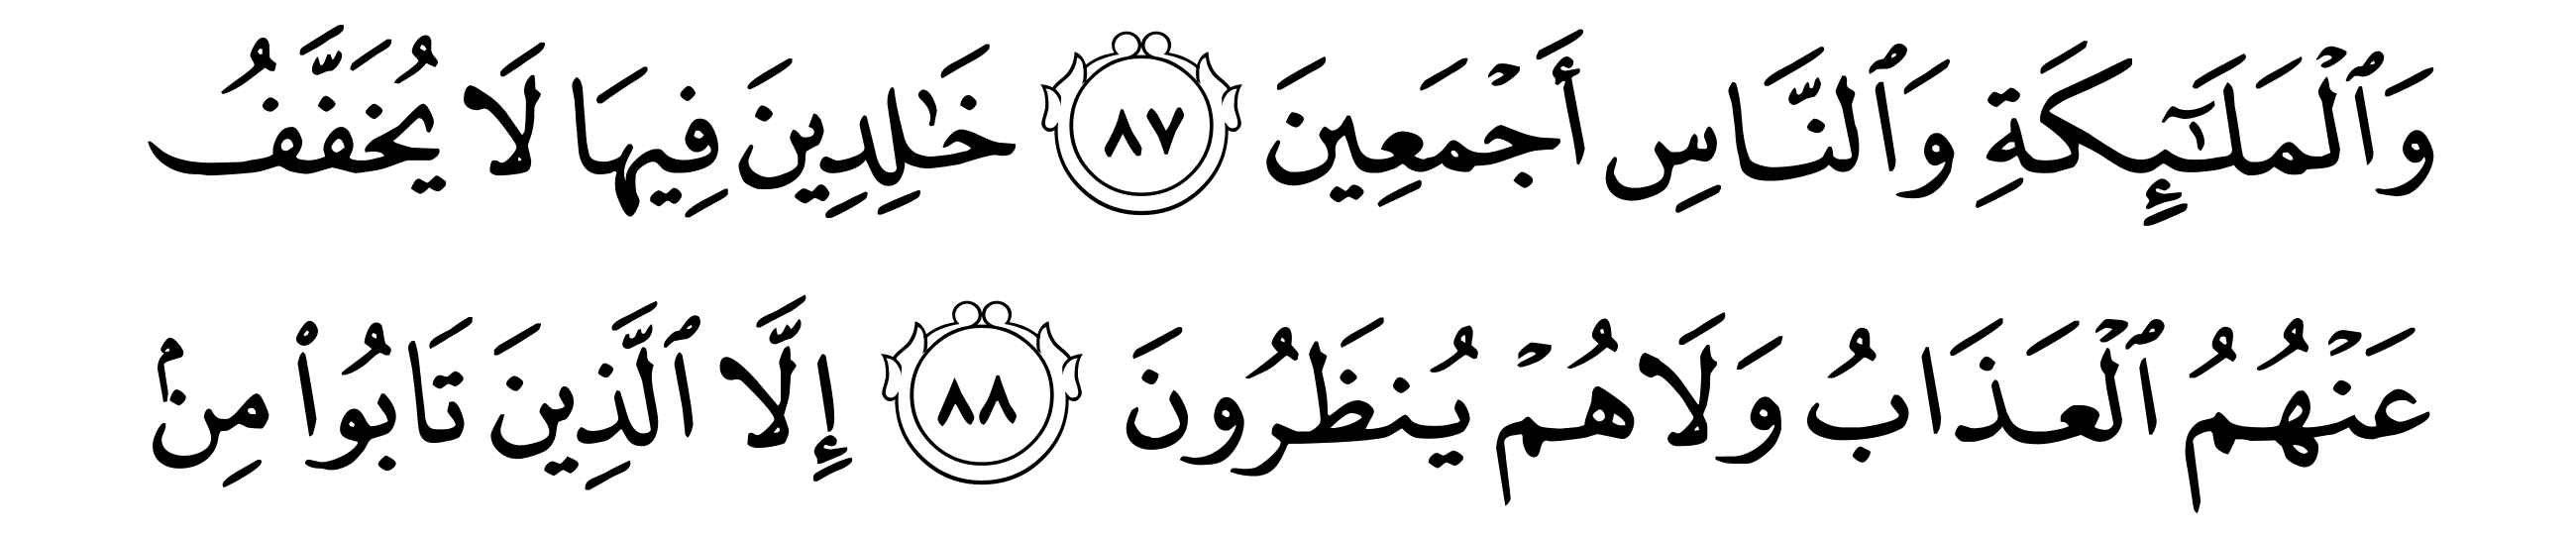 وَٱلۡمَلَـٰٓئِكَةِ وَٱلنَّاسِ أَجۡمَعِينَ ٨٧ خَـٰلِدِينَ فِيهَا لَا يُخَفَّفُ
عَنۡهُمُ ٱلۡعَذَابُ وَلَا هُمۡ يُنظَرُونَ ٨٨ إِلَّا ٱلَّذِينَ تَابُواْ مِنۢ